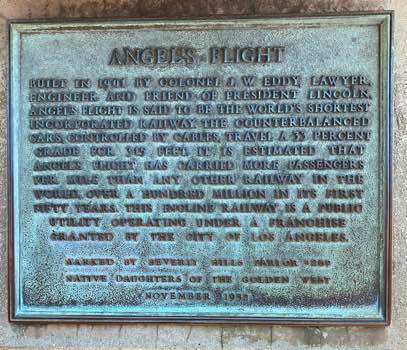 ANGELS FLIGHT
BUILT IN 1901 BY COLONEL J. W. EDDY, LAWYER,
ENGINEER AND FRIEND OF PRESIDENT LINCOLN,
ANGELS FLIGHT IS SAID TO BE THE WORLD'S SHORTEST
INCORPORATED RAILWAY. THE COUNTERBALANCED
CARS, CONTROLLED BY CABLES, TRAVEL A 33 PERCENT
GRADE FOR 315 FEET. IT IS ESTIMATED THAT
ANGELS FLIGHT HAS CARRIED MORE PASSENGERS
PER MILE THAN ANY OTHER RAILWAY IN THE
WORLD, OVER A HUNDRED MILLION IN ITS FIRST
FIFTY YEARS. THIS INCLINE RAILWAY IS A PUBLIC
UTILITY OPERATING UNDER A FRANCHISE
GRANTED BY THE CITY OF LOS ANGELES.
MARKED BY BEVERLY HILLS PARLOR
NATIVE DAUGHTERS OF THE GOLDEN WEST
NOVEMBER